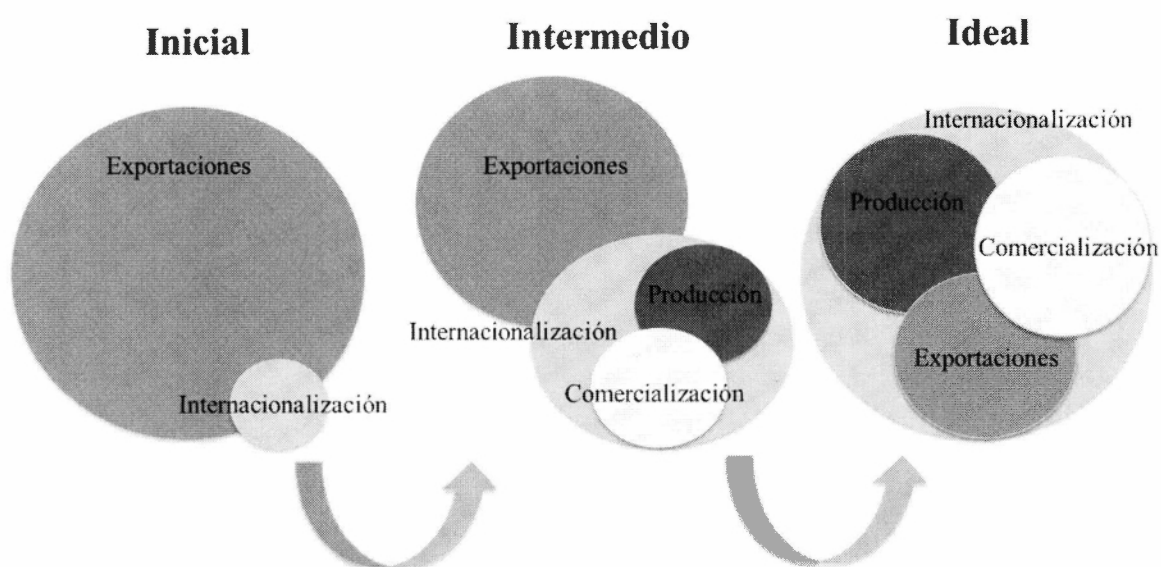 Inicial
Exportaciones
Internacionalización
Intermedio
Exportaciones
Producción
Internacionalización
Comercialización
Ideal
Internacionalización
Producción
Comercialización
Exportaciones